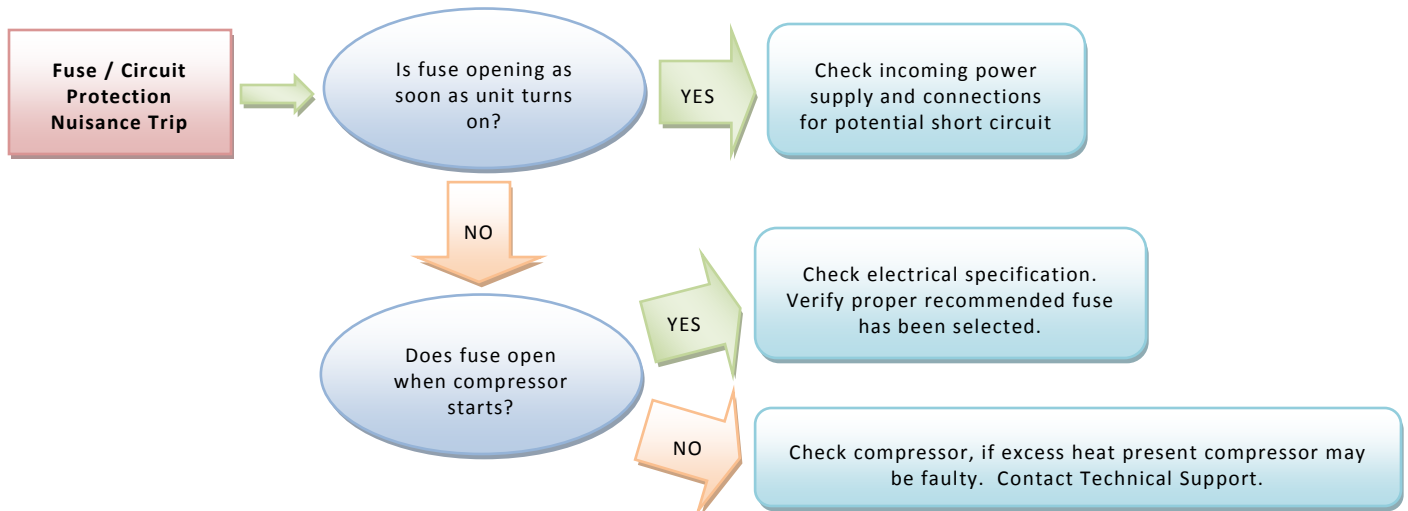 Fuse / Circuit
Protection
Nuisance Trip
Is fuse opening as
soon as unit turns
on?
YES
Check incoming power
supply and connections
for potential short circuit
NO
Does fuse open
when compressor
starts?
YES
Check electrical specification.
Verify proper recommended fuse
has been selected.
NO
Check compressor, if excess heat present compressor may
be faulty. Contact Technical Support.